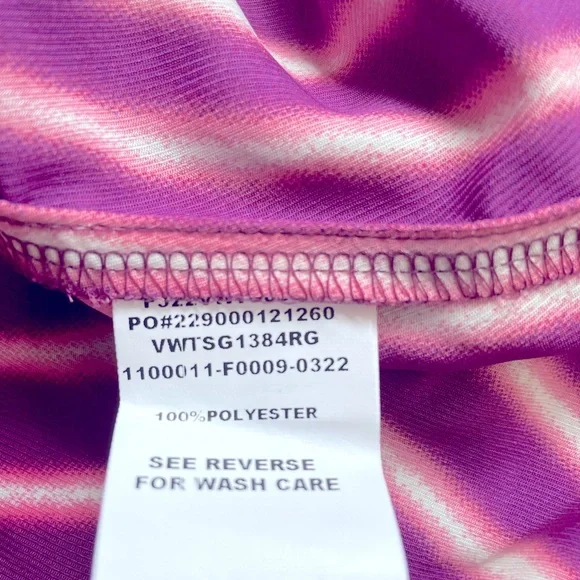 PO#229000121260
VWTSG1384RG
1100011-F0009-0322
100%POLYESTER
SEE REVERSE
FOR WASH CARE